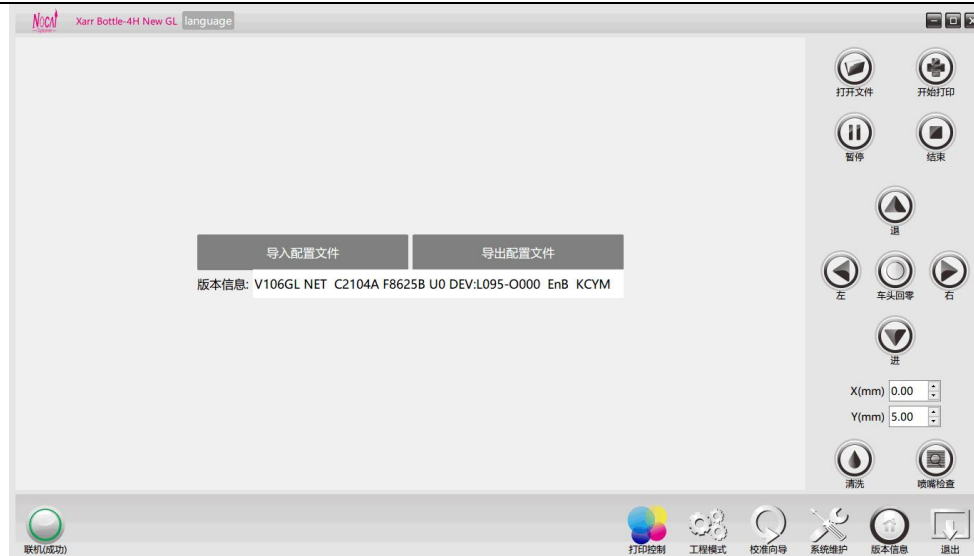 Nocai
Xarr Bottle-4H New GL language
打开文件 开始打印
暂停 结束
退
导入配置文件 导出配置文件
版本信息: V106GL NET C2104A F8625B U0 DEV:L095-O000 EnB KCYM
左 车头回零 右
进
X(mm) 0.00
Y(mm) 5.00
清洗 喷嘴检查
联机(成功) 打印控制 工程模式 校准向导 系统维护 版本信息 退出